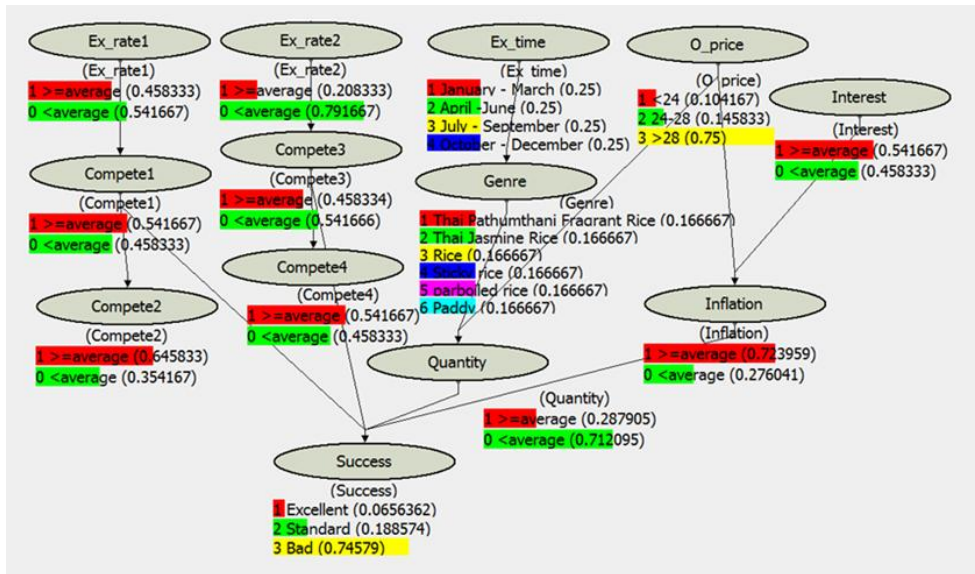 Ex_rate1
(Ex_rate1)
1 >=average (0.458333)
0 <average (0.541667)
Ex_rate2
(Ex_rate2)
1 >=average (0.208333)
0 <average (0.791667)
Ex_time
(Ex_time)
1 January - March (0.25)
2 April -June (0.25)
3 July - September (0.25)
4 October - December (0.25)
O_price
(O_price)
1 <24 (0.104167)
2 24-28 (0.145833)
3 >28 (0.75)
Interest
(Interest)
1 >=average (0.541667)
0 <average (0.458333)
Compete1
(Compete1)
1 >=average (0.541667)
0 <average (0.458333)
Compete3
(Compete3)
1 >=average (0.458334)
0 <average (0.541666)
Genre
(Genre)
1 Thai Pathumthani Fragrant Rice (0.166667)
2 Thai Jasmine Rice (0.166667)
3 Rice (0.166667)
4 Sticky rice (0.166667)
5 parboiled rice (0.166667)
6 Paddy (0.166667)
Compete2
(Compete2)
1 >=average (0.645833)
0 <average (0.354167)
Compete4
(Compete4)
1 >=average (0.541667)
0 <average (0.458333)
Quantity
(Quantity)
1 >=average (0.287905)
0 <average (0.712095)
Inflation
(Inflation)
1 >=average (0.723959)
0 <average (0.276041)
Success
(Success)
1 Excellent (0.0656362)
2 Standard (0.188574)
3 Bad (0.74579)